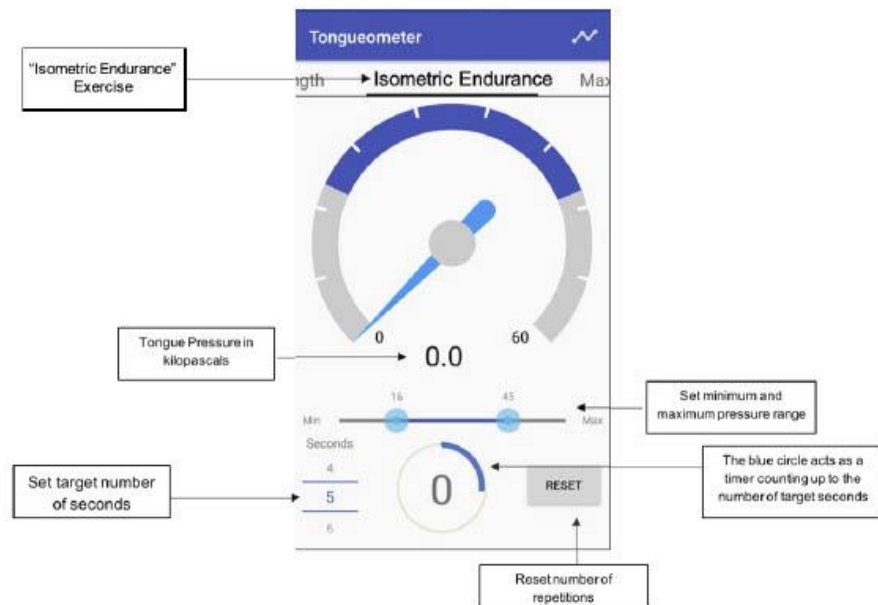 Tongueometer
"Isometric Endurance"
Exercise
ngth Isometric Endurance Max
0 60
Tongue Pressure in
kilopascals
0.0
16 45
Min Max
Set minimum and
maximum pressure range
Seconds
4
5
6
Set target number
of seconds
0
RESET
The blue circle acts as a
timer counting up to the
number of target seconds
Reset number of
repetitions